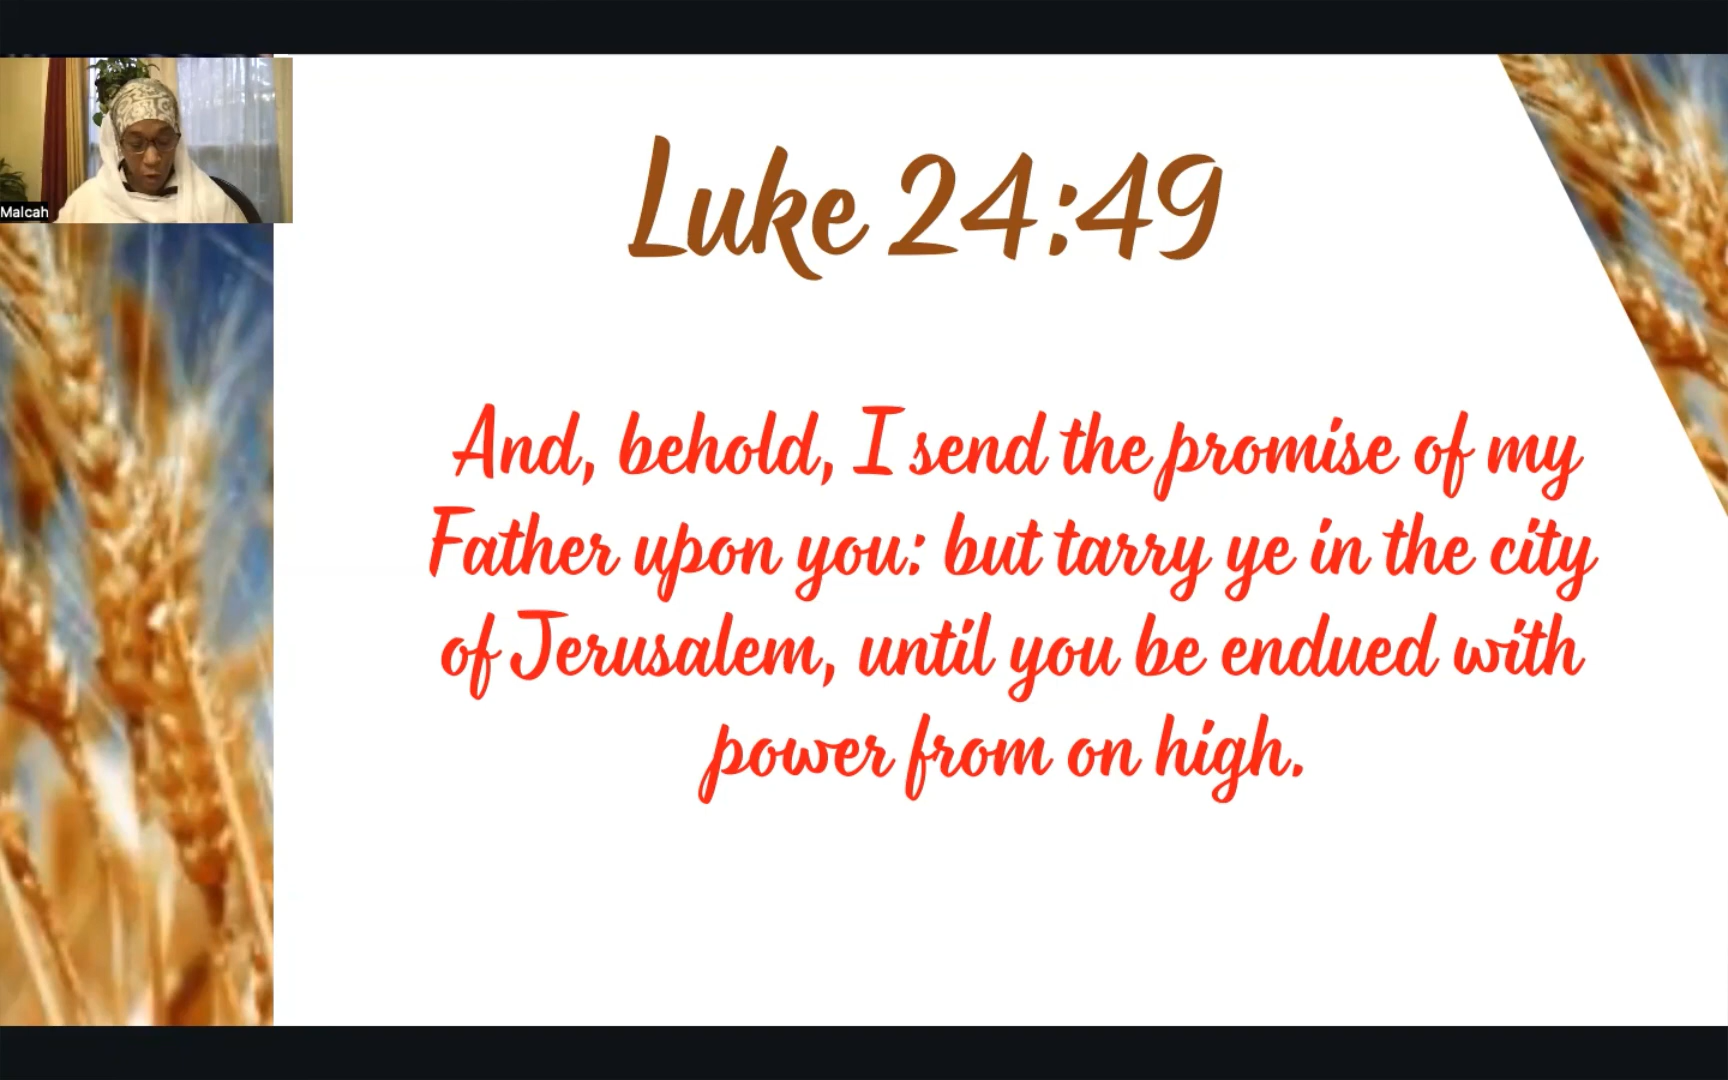 Malcah
Luke 24:49
And, behold, I send the promise of my
Father upon you: but tarry ye in the city
of Jerusalem, until you be endued with
power from on high.